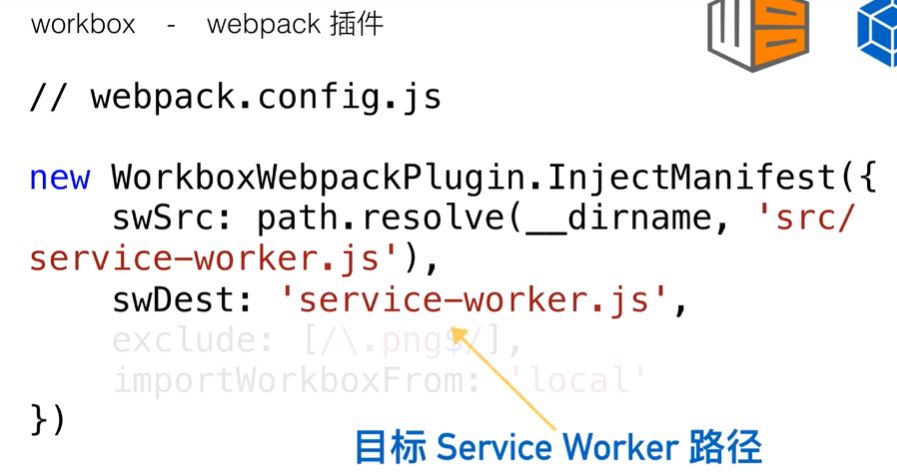 workbox - webpack 插件
// webpack.config.js
new WorkboxWebpackPlugin.InjectManifest({
swSrc: path.resolve(__dirname, 'src/
service-worker.js'),
swDest: 'service-worker.js',
exclude: [/\.png$/],
importWorkboxFrom: 'local'
})
目标 Service Worker 路径